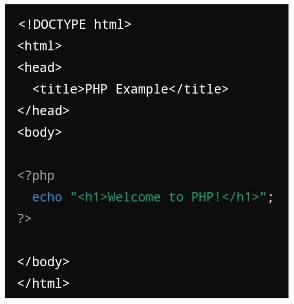 <!DOCTYPE html>
<html>
<head>
  <title>PHP Example</title>
</head>
<body>

<?php
  echo "<h1>Welcome to PHP!</h1>";
?>

</body>
</html>